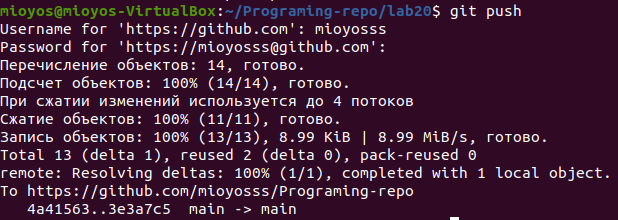 mioyos@mioyos-VirtualBox:~/Programing-repo/lab20$ git push
Username for 'https://github.com': mioyosss
Password for 'https://mioyosss@github.com':
Перечисление объектов: 14, готово.
Подсчет объектов: 100% (14/14), готово.
При сжатии изменений используется до 4 потоков
Сжатие объектов: 100% (11/11), готово.
Запись объектов: 100% (13/13), 8.99 KiB | 8.99 MiB/s, готово.
Total 13 (delta 1), reused 2 (delta 0), pack-reused 0
remote: Resolving deltas: 100% (1/1), completed with 1 local object.
To https://github.com/mioyosss/Programing-repo
   4a41563..3e3a7c5  main -> main